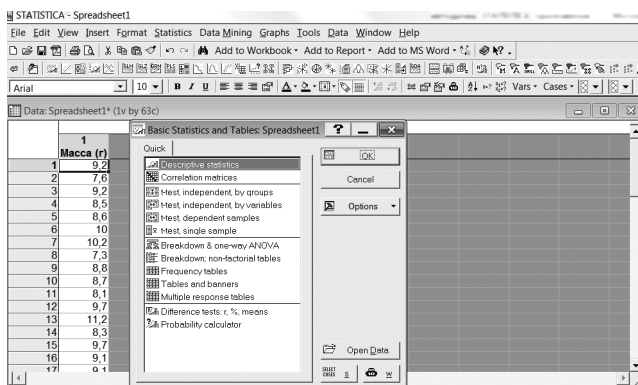 STATISTICA - Spreadsheet1
File Edit View Insert Format Statistics Data Mining Graphs Tools Data Window Help
Add to Workbook Add to Report Add to MS Word
Arial 10 B I U Vars Cases
Data: Spreadsheet1* (1v by 63c)
1
Масса (г)
1 9,2
2 7,6
3 9,2
4 8,5
5 8,6
6 10
7 10,2
8 7,3
9 8,8
10 8,7
11 8,1
12 9,7
13 11,2
14 8,3
15 9,7
16 9,1
17 9,1
Basic Statistics and Tables: Spreadsheet1 ?
Quick
Descriptive statistics
Correlation matrices
t-test, independent, by groups
t-test, independent, by variables
t-test, dependent samples
t-test, single sample
Breakdown & one-way ANOVA
Breakdown; non-factorial tables
Frequency tables
Tables and banners
Multiple response tables
Difference tests: r, %, means
Probability calculator
OK
Cancel
Options
Open Data
SELECT CASES S W